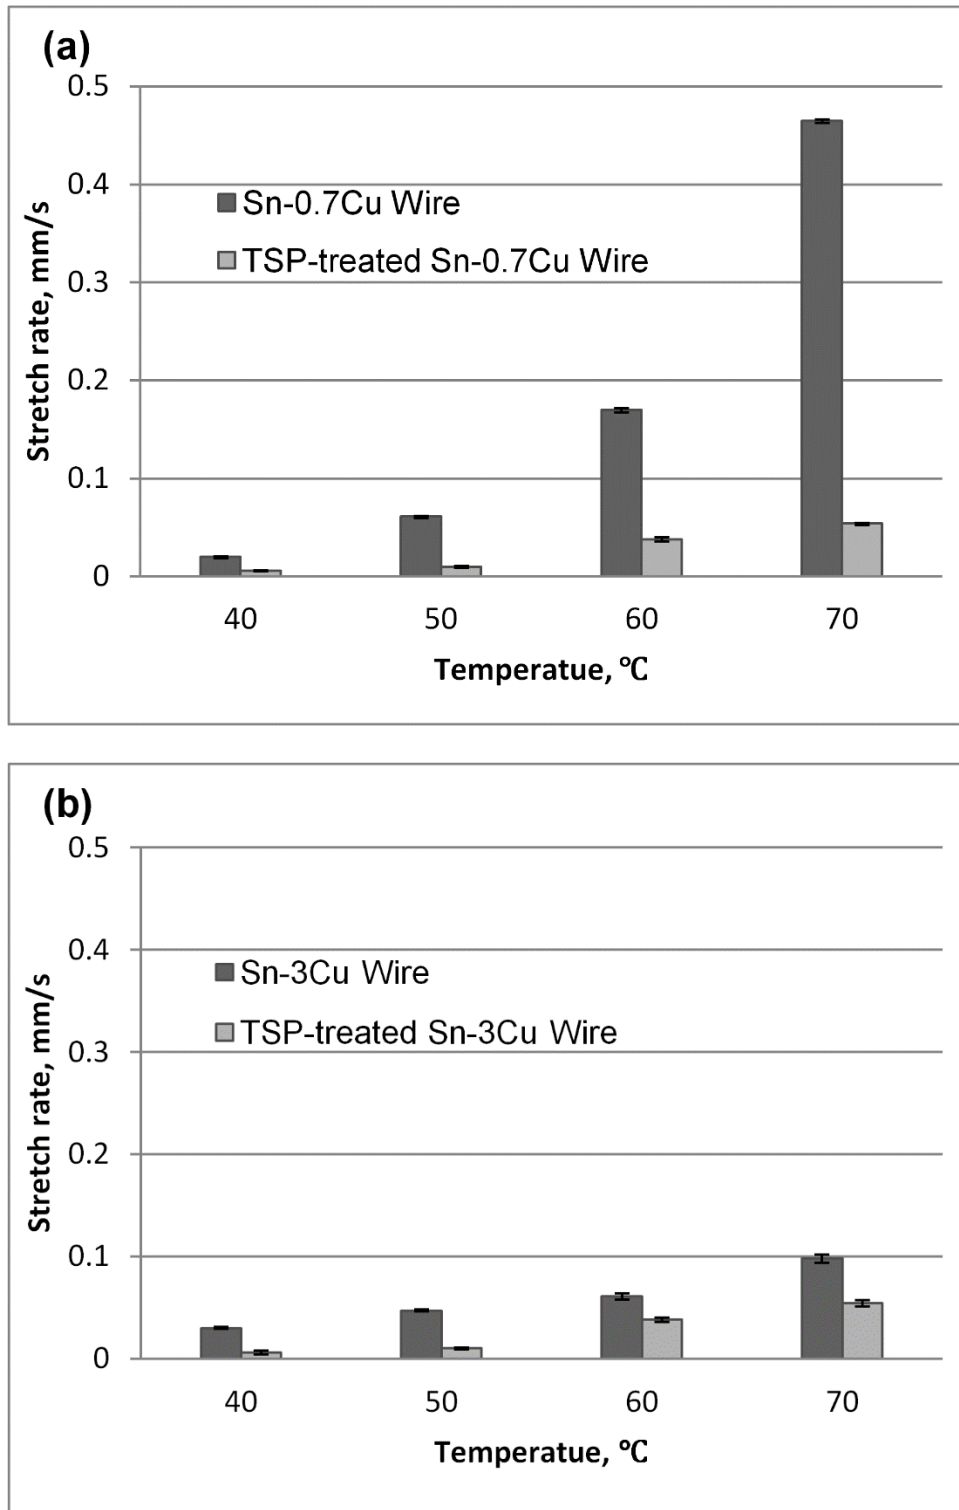 (a)
0.5
0.4
0.3
0.2
0.1
0
Stretch rate, mm/s
Sn-0.7Cu Wire
TSP-treated Sn-0.7Cu Wire
40 50 60 70
Temperatue, ℃
(b)
0.5
0.4
0.3
0.2
0.1
0
Stretch rate, mm/s
Sn-3Cu Wire
TSP-treated Sn-3Cu Wire
40 50 60 70
Temperatue, ℃